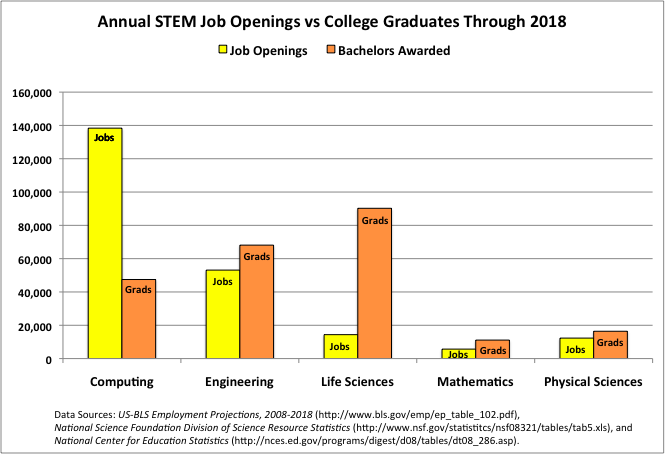 Annual STEM Job Openings vs College Graduates Through 2018
Job Openings Bachelors Awarded
160,000
140,000
120,000
100,000
80,000
60,000
40,000
20,000
0
Jobs Grads
Jobs Grads
Jobs Grads
Jobs Grads
Jobs Grads
Computing Engineering Life Sciences Mathematics Physical Sciences
Data Sources: US-BLS Employment Projections, 2008-2018 (http://www.bls.gov/emp/ep_table_102.pdf),
National Science Foundation Division of Science Resource Statistics (http://www.nsf.gov/statistitcs/nsf08321/tables/tab5.xls), and
National Center for Education Statistics (http://nces.ed.gov/programs/digest/d08/tables/dt08_286.asp).